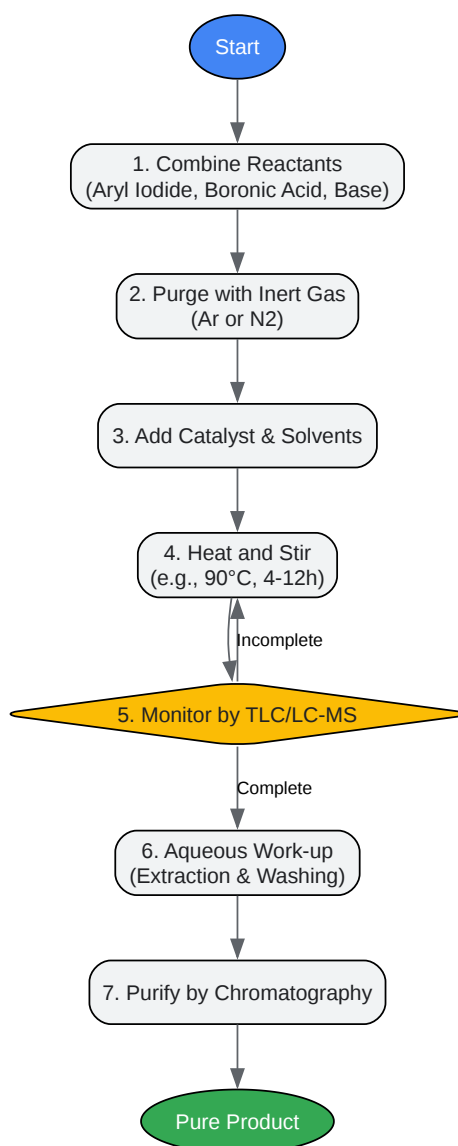 Start
1. Combine Reactants
(Aryl Iodide, Boronic Acid, Base)
2. Purge with Inert Gas
(Ar or N2)
3. Add Catalyst & Solvents
4. Heat and Stir
(e.g., 90°C, 4-12h)
Incomplete
5. Monitor by TLC/LC-MS
Complete
6. Aqueous Work-up
(Extraction & Washing)
7. Purify by Chromatography
Pure Product